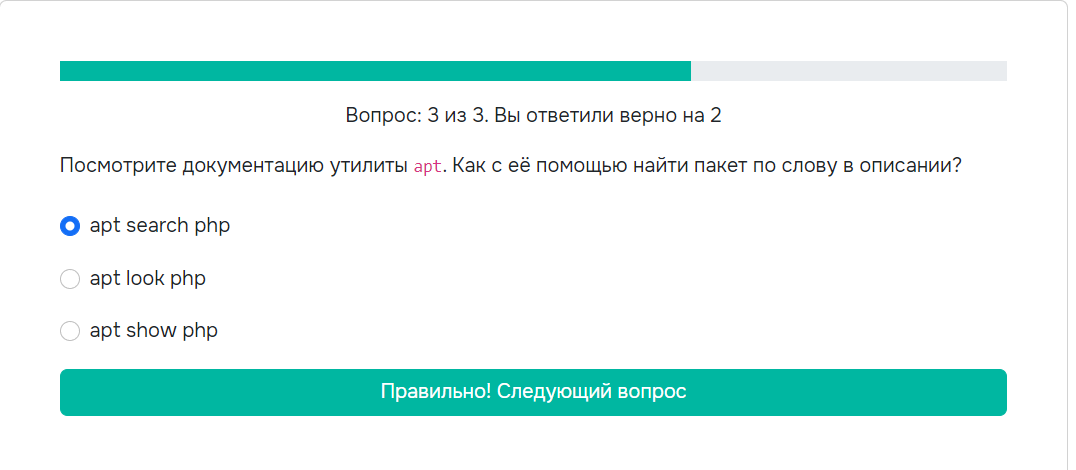 Вопрос: 3 из 3. Вы ответили верно на 2
Посмотрите документацию утилиты apt. Как с её помощью найти пакет по слову в описании?
apt search php
apt look php
apt show php
Правильно! Следующий вопрос